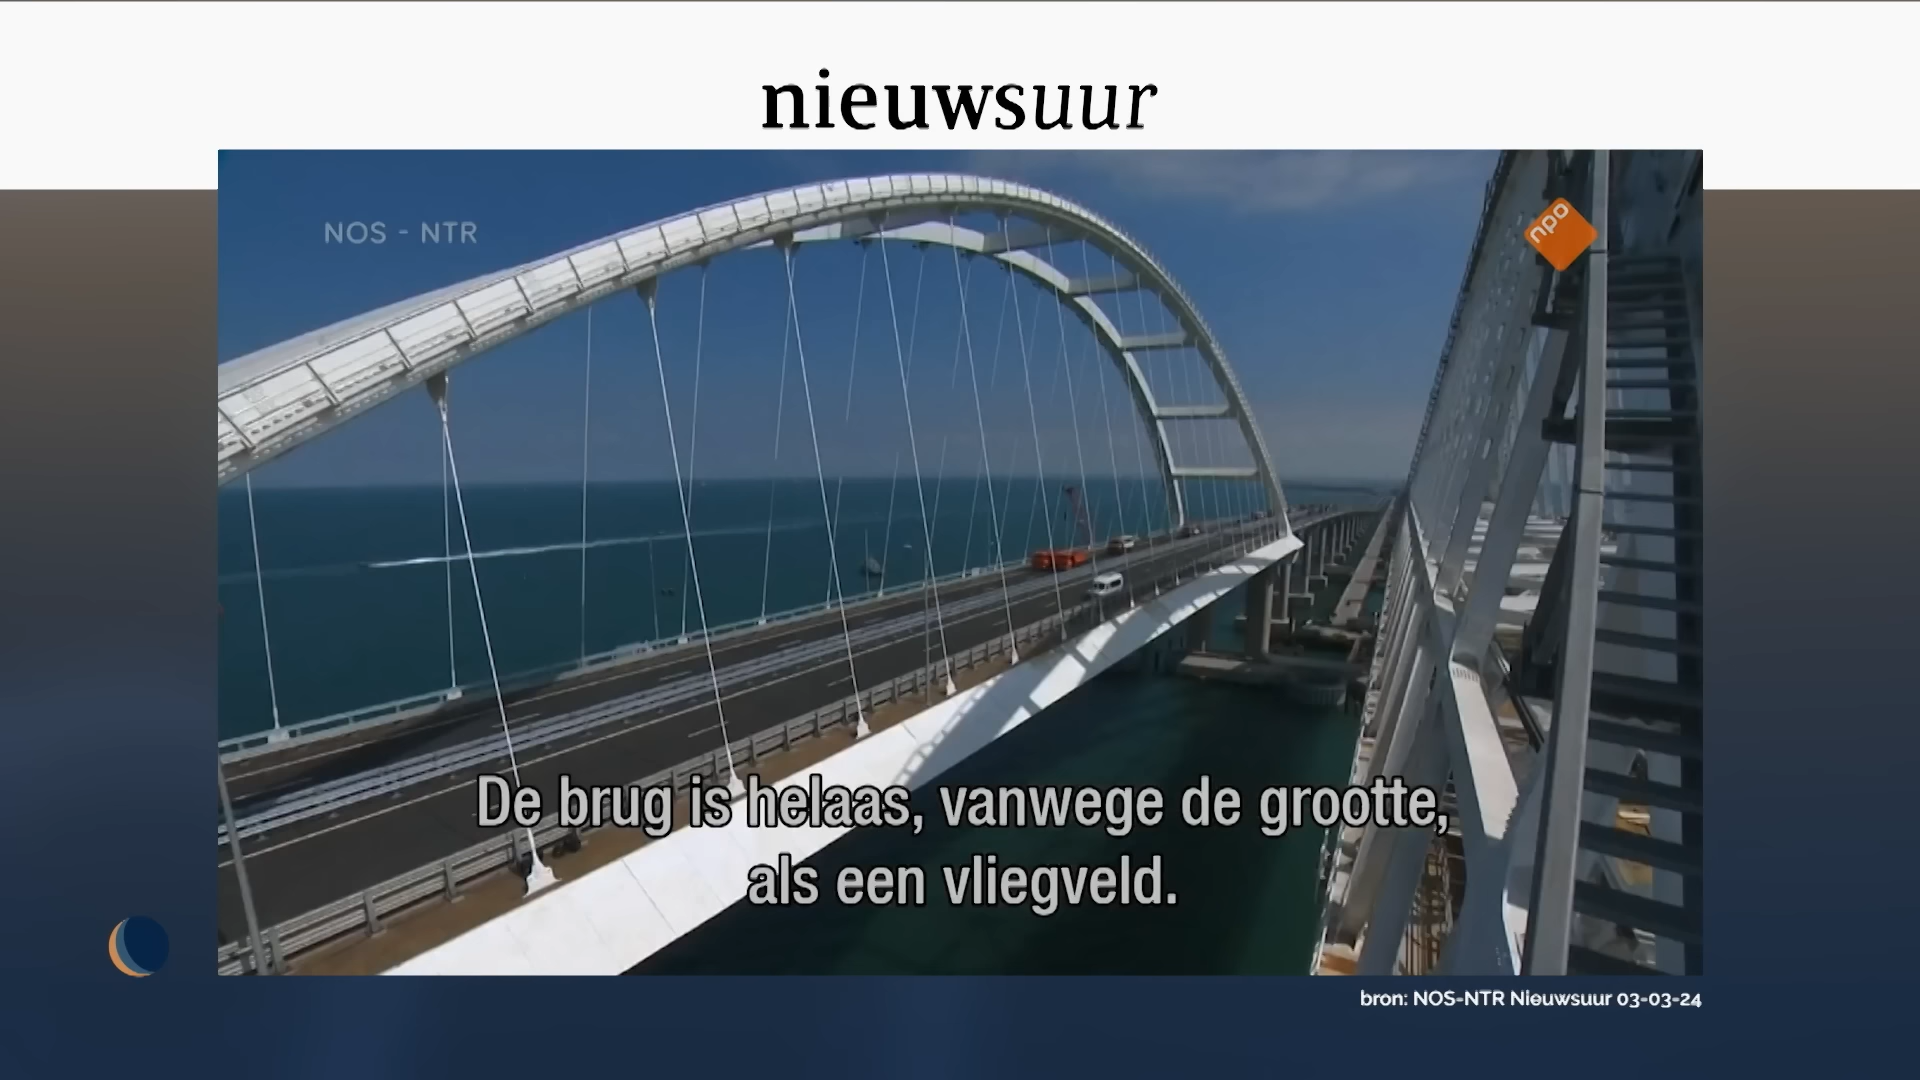 nieuwsuur
NOS - NTR
npo
De brug is helaas, vanwege de grootte,
als een vliegveld.
bron: NOS-NTR Nieuwsuur 03-03-24